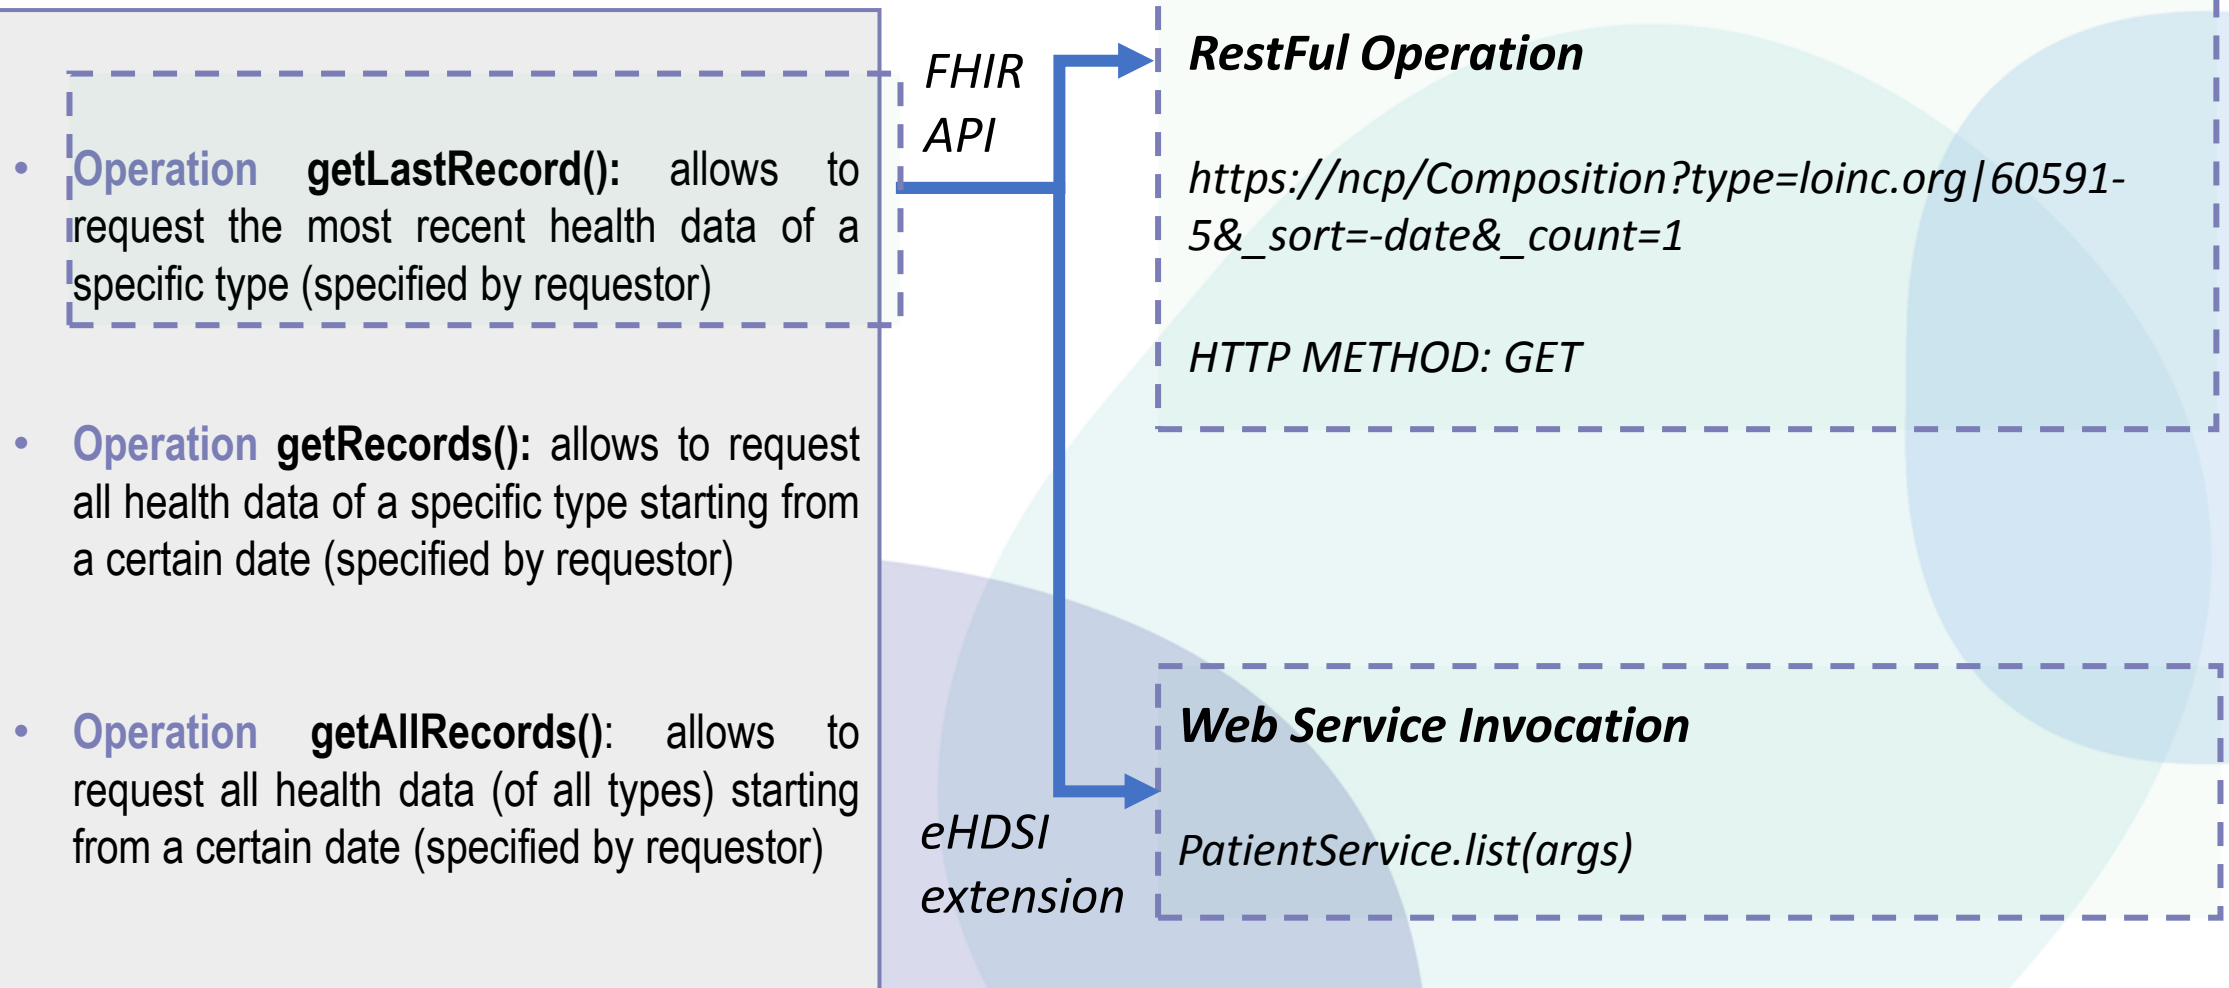 • Operation getLastRecord(): allows to
request the most recent health data of a
specific type (specified by requestor)
• Operation getRecords(): allows to request
all health data of a specific type starting from
a certain date (specified by requestor)
• Operation getAllRecords(): allows to
request all health data (of all types) starting
from a certain date (specified by requestor)
FHIR
API
RestFul Operation
https://ncp/Composition?type=loinc.org|60591-
5&_sort=-date&_count=1
HTTP METHOD: GET
eHDSI
extension
Web Service Invocation
PatientService.list(args)